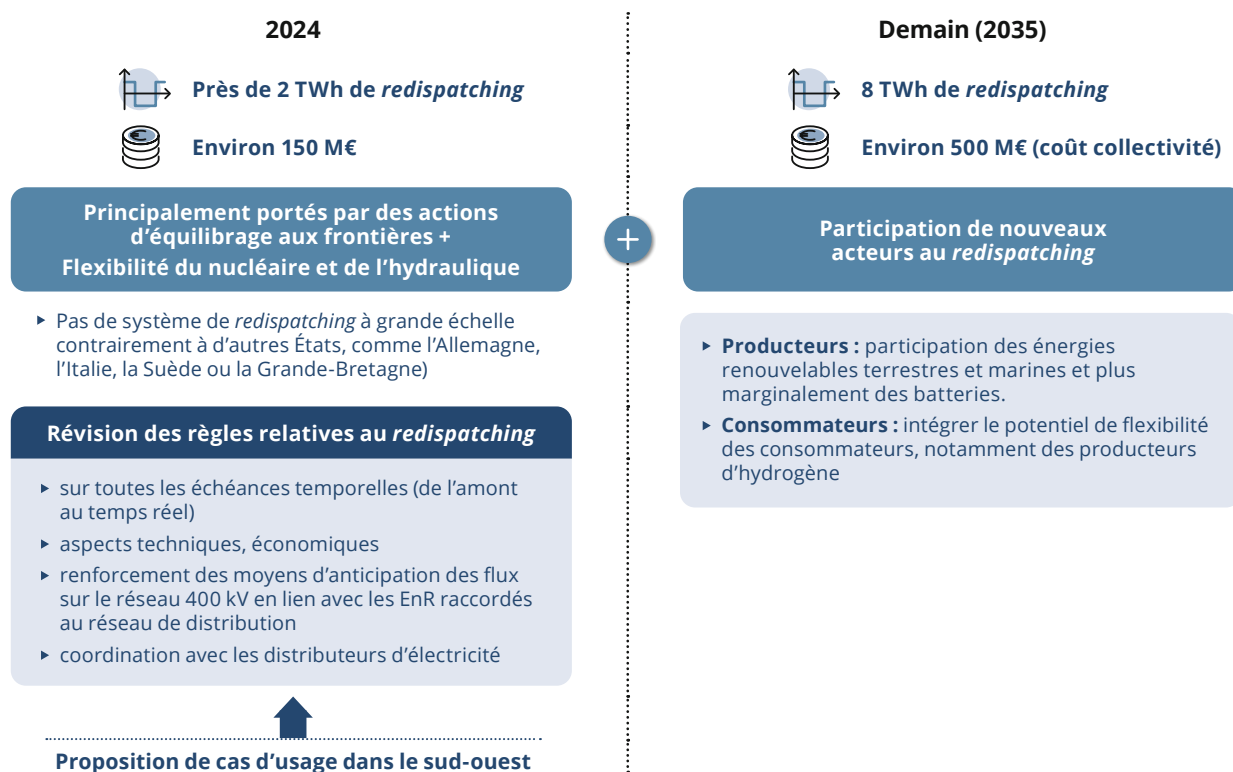 2024
Près de 2 TWh de redispatching
€
Environ 150 M€
Principalement portés par des actions
d'équilibrage aux frontières +
Flexibilité du nucléaire et de l'hydraulique
▸ Pas de système de redispatching à grande échelle
contrairement à d'autres États, comme l'Allemagne,
l'Italie, la Suède ou la Grande-Bretagne)
Révision des règles relatives au redispatching
▸ sur toutes les échéances temporelles (de l'amont
au temps réel)
▸ aspects techniques, économiques
▸ renforcement des moyens d'anticipation des flux
sur le réseau 400 kV en lien avec les EnR raccordés
au réseau de distribution
▸ coordination avec les distributeurs d'électricité
Proposition de cas d'usage dans le sud-ouest
+
Demain (2035)
8 TWh de redispatching
€
Environ 500 M€ (coût collectivité)
Participation de nouveaux
acteurs au redispatching
▸ Producteurs : participation des énergies
renouvelables terrestres et marines et plus
marginalement des batteries.
▸ Consommateurs : intégrer le potentiel de flexibilité
des consommateurs, notamment des producteurs
d'hydrogène